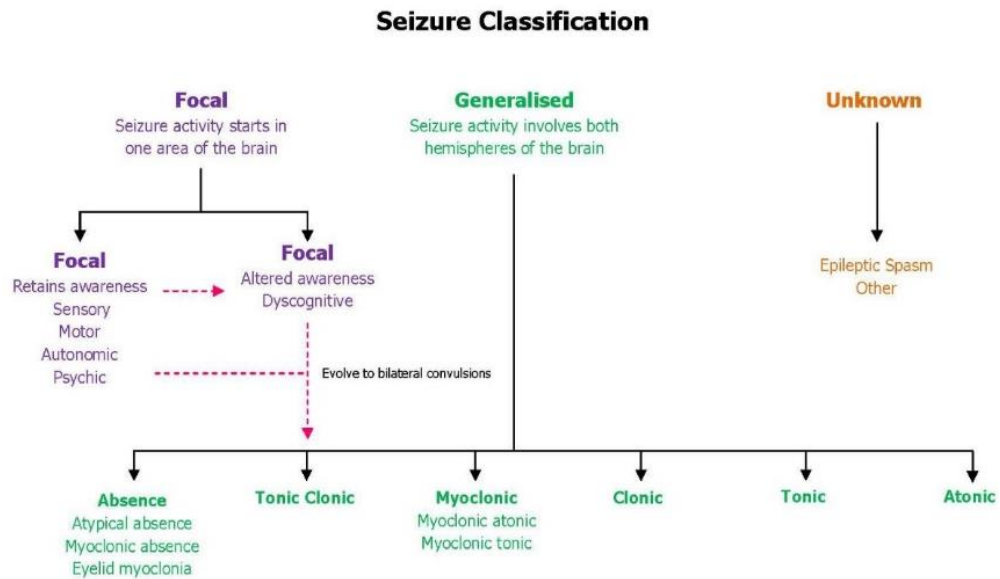 Seizure Classification
Focal
Seizure activity starts in
one area of the brain
Generalised
Seizure activity involves both
hemispheres of the brain
Unknown
Focal
Retains awareness
Sensory
Motor
Autonomic
Psychic
Focal
Altered awareness
Dyscognitive
Epileptic Spasm
Other
Evolve to bilateral convulsions
Absence
Atypical absence
Myoclonic absence
Eyelid myoclonia
Tonic Clonic
Myoclonic
Myoclonic atonic
Myoclonic tonic
Clonic
Tonic
Atonic